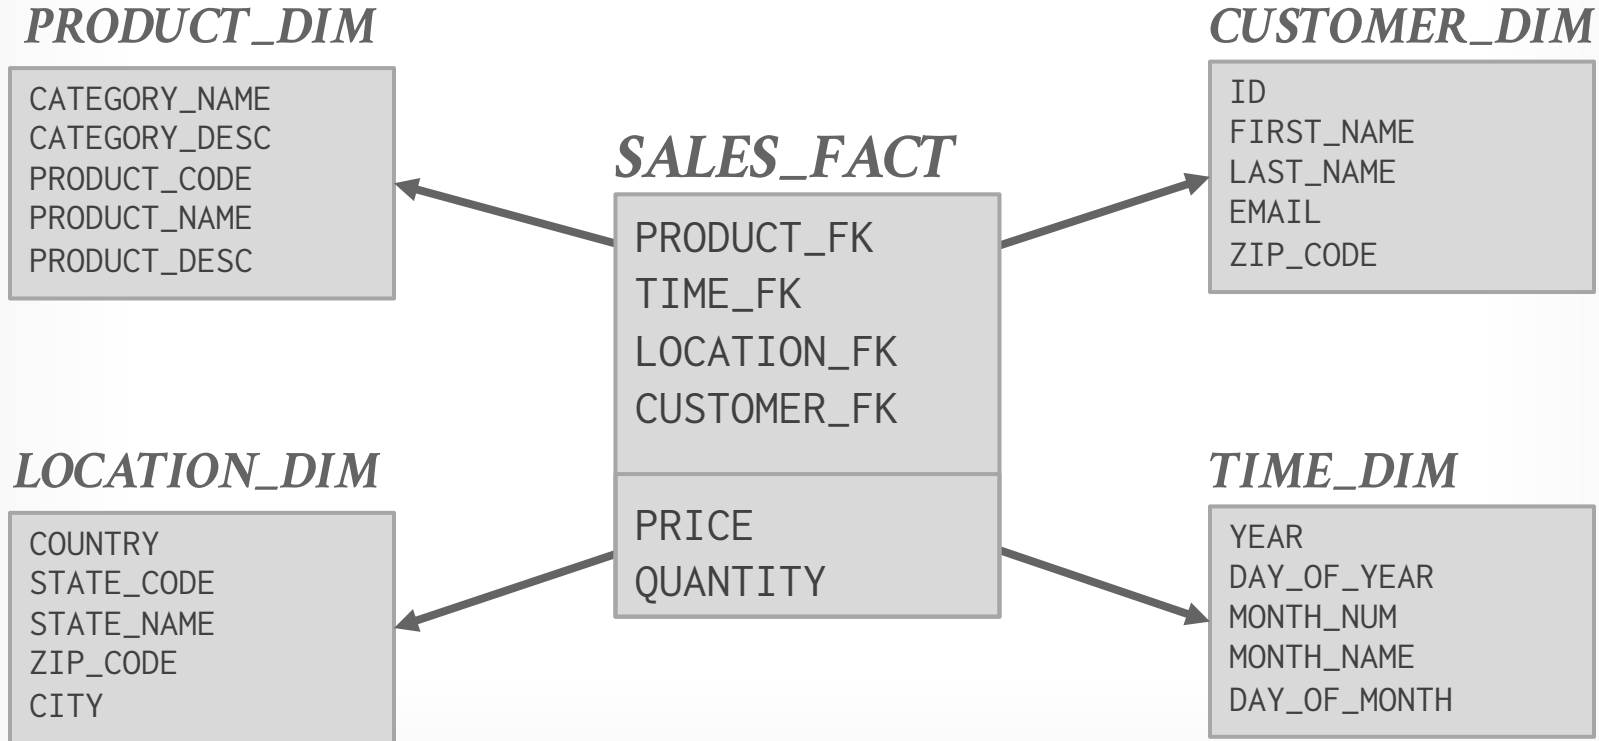 PRODUCT_DIM
CATEGORY_NAME
CATEGORY_DESC
PRODUCT_CODE
PRODUCT_NAME
PRODUCT_DESC
LOCATION_DIM
COUNTRY
STATE_CODE
STATE_NAME
ZIP_CODE
CITY
SALES_FACT
PRODUCT_FK
TIME_FK
LOCATION_FK
CUSTOMER_FK
PRICE
QUANTITY
CUSTOMER_DIM
ID
FIRST_NAME
LAST_NAME
EMAIL
ZIP_CODE
TIME_DIM
YEAR
DAY_OF_YEAR
MONTH_NUM
MONTH_NAME
DAY_OF_MONTH